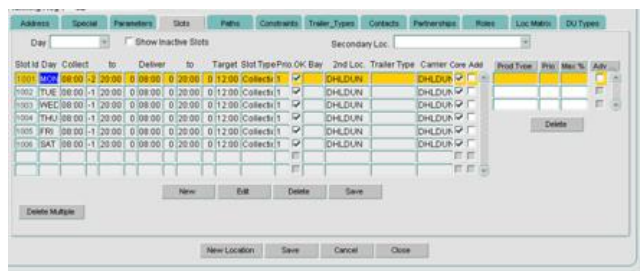 Address Special Parameters Slots Paths Constraints Trailer_Types Contacts Partnerships Roles Loc Matrix DU Types
Day Show Inactive Slots Secondary Loc.
Slot Id Day Collect to Deliver to Target Slot Type Prio OK Bay 2nd Loc. Trailer Type Carrier Core Add Prod Type Prio Max % Adv ...
1001 MON 08:00 -2 20:00 0 08:00 0 20:00 0 12:00 Collecti 1 DHLDUN DHLDUN
1002 TUE 08:00 -1 20:00 0 08:00 0 20:00 0 12:00 Collecti 1 DHLDUN DHLDUN
1003 WED 08:00 -1 20:00 0 08:00 0 20:00 0 12:00 Collecti 1 DHLDUN DHLDUN
1004 THU 08:00 -1 20:00 0 08:00 0 20:00 0 12:00 Collecti 1 DHLDUN DHLDUN
1005 FRI 08:00 -1 20:00 0 08:00 0 20:00 0 12:00 Collecti 1 DHLDUN DHLDUN
1006 SAT 08:00 -1 20:00 0 08:00 0 20:00 0 12:00 Collecti 1 DHLDUN DHLDUN
Delete
New Edit Delete Save
Delete Multiple
New Location Save Cancel Close